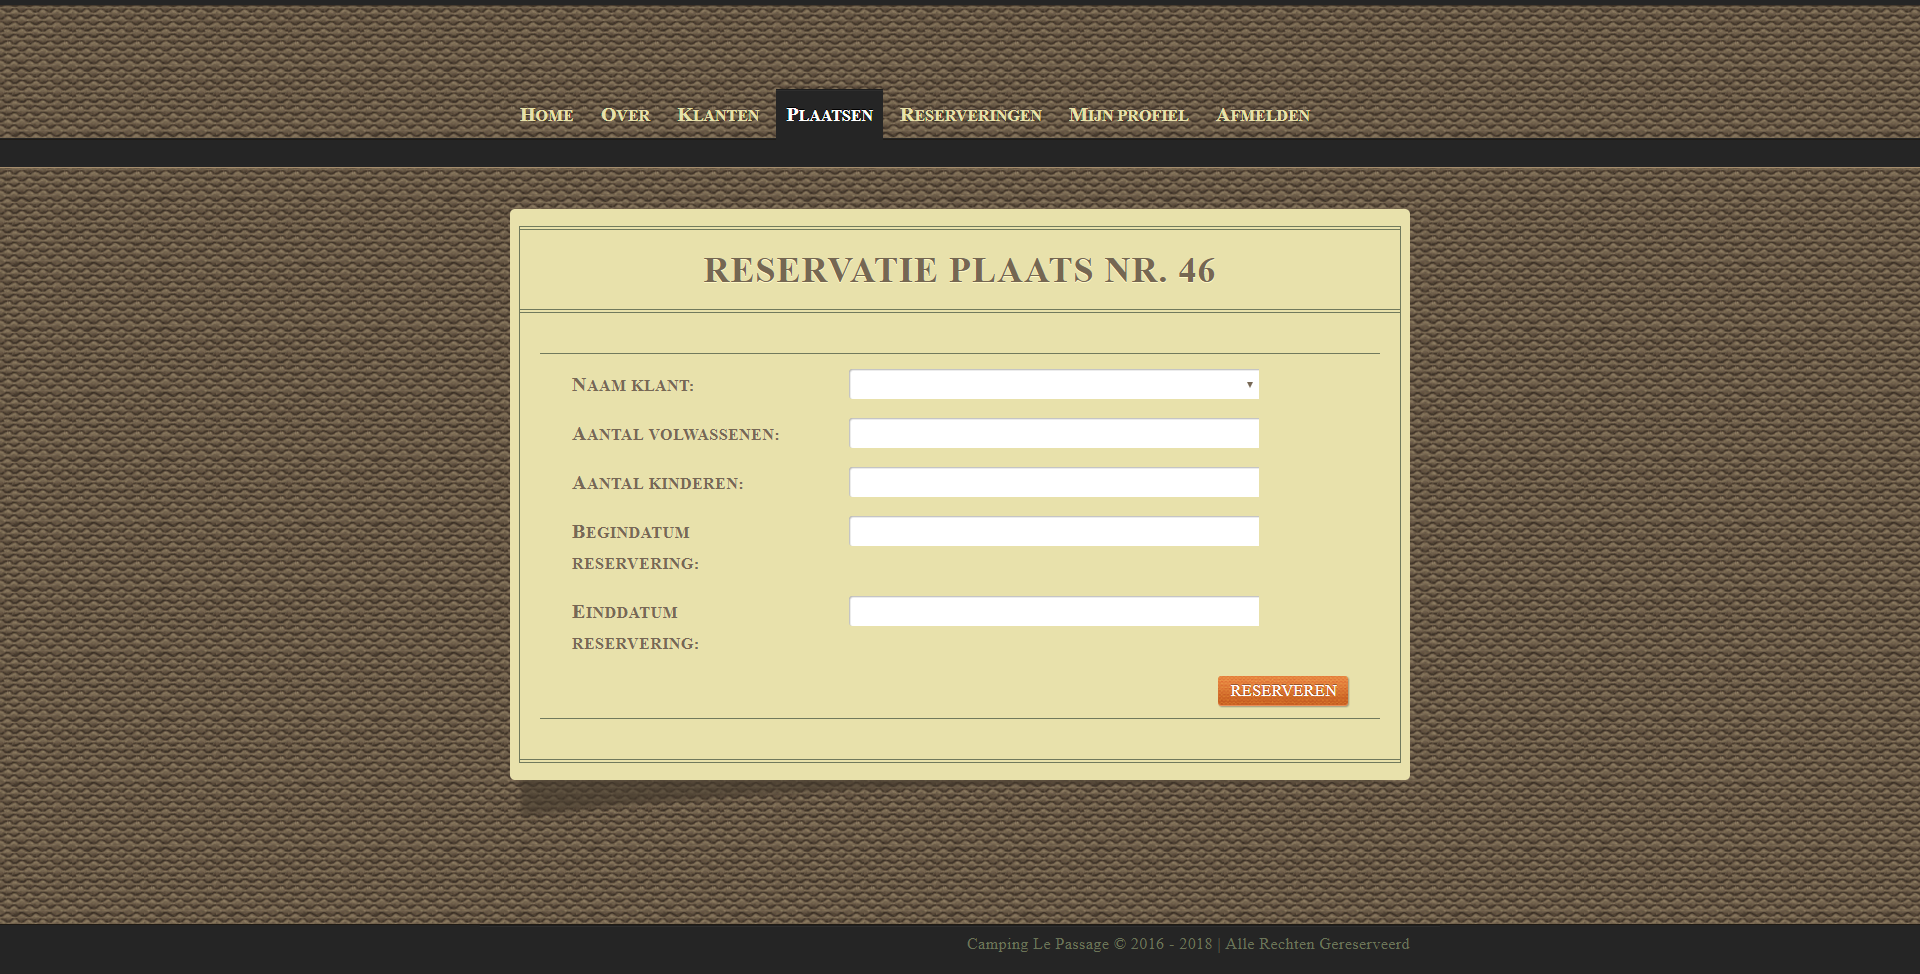 Home Over Klanten Plaatsen Reserveringen Mijn profiel Afmelden
RESERVATIE PLAATS NR. 46
Naam klant:
Aantal volwassenen:
Aantal kinderen:
Begindatum
reservering:
Einddatum
reservering:
RESERVEREN
Camping Le Passage © 2016 - 2018 | Alle Rechten Gereserveerd